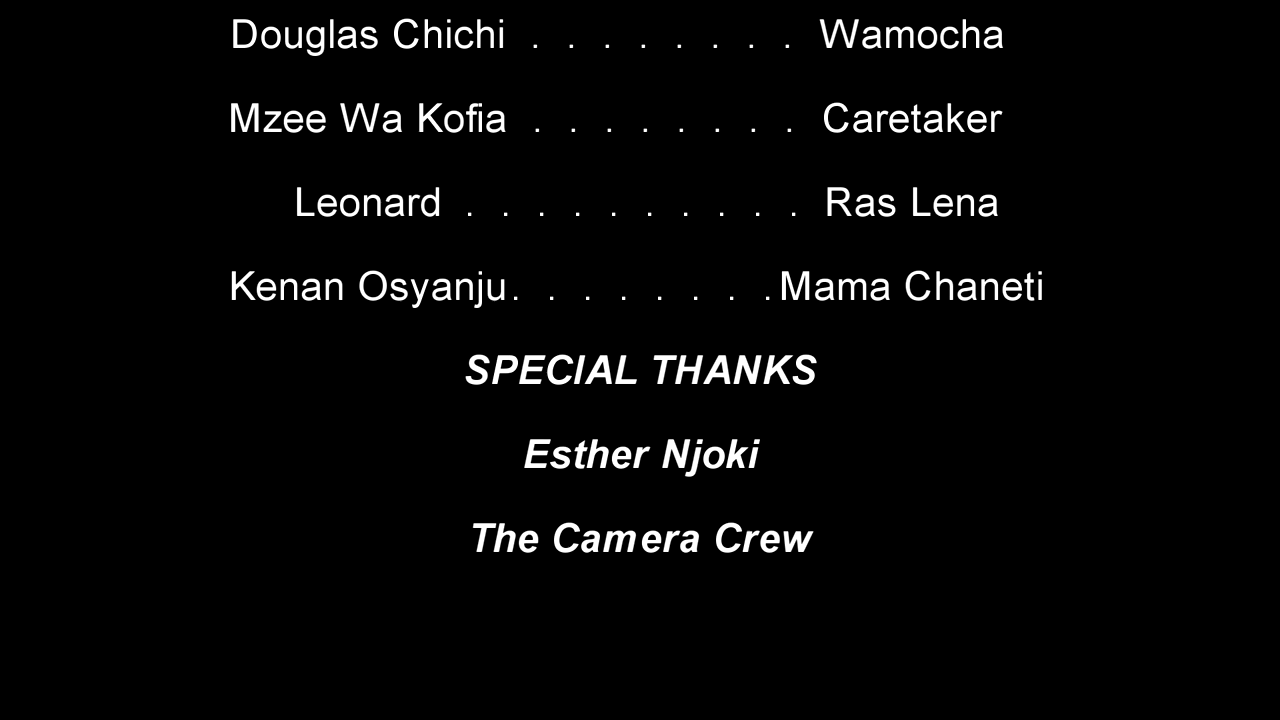 Douglas Chichi . . . . . . . . Wamocha
Mzee Wa Kofia . . . . . . . . Caretaker
Leonard . . . . . . . . . . Ras Lena
Kenan Osyanju. . . . . . . .Mama Chaneti
SPECIAL THANKS
Esther Njoki
The Camera Crew